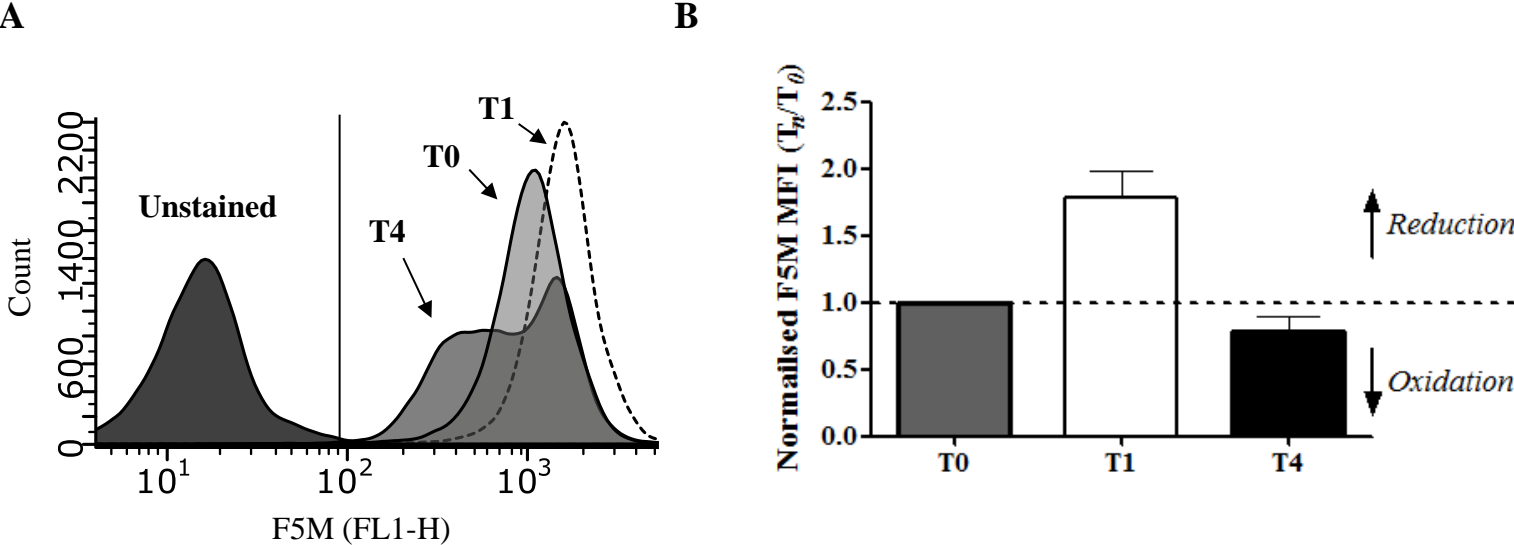 A
B
T1
T0
Unstained
T4
Count
0 600 1400 2200
10¹ 10² 10³
F5M (FL1-H)
Normailsed F5M MFI (Tn/T0)
2.5
2.0
1.5
1.0
0.5
0.0
Reduction
Oxidation
T0 T1 T4